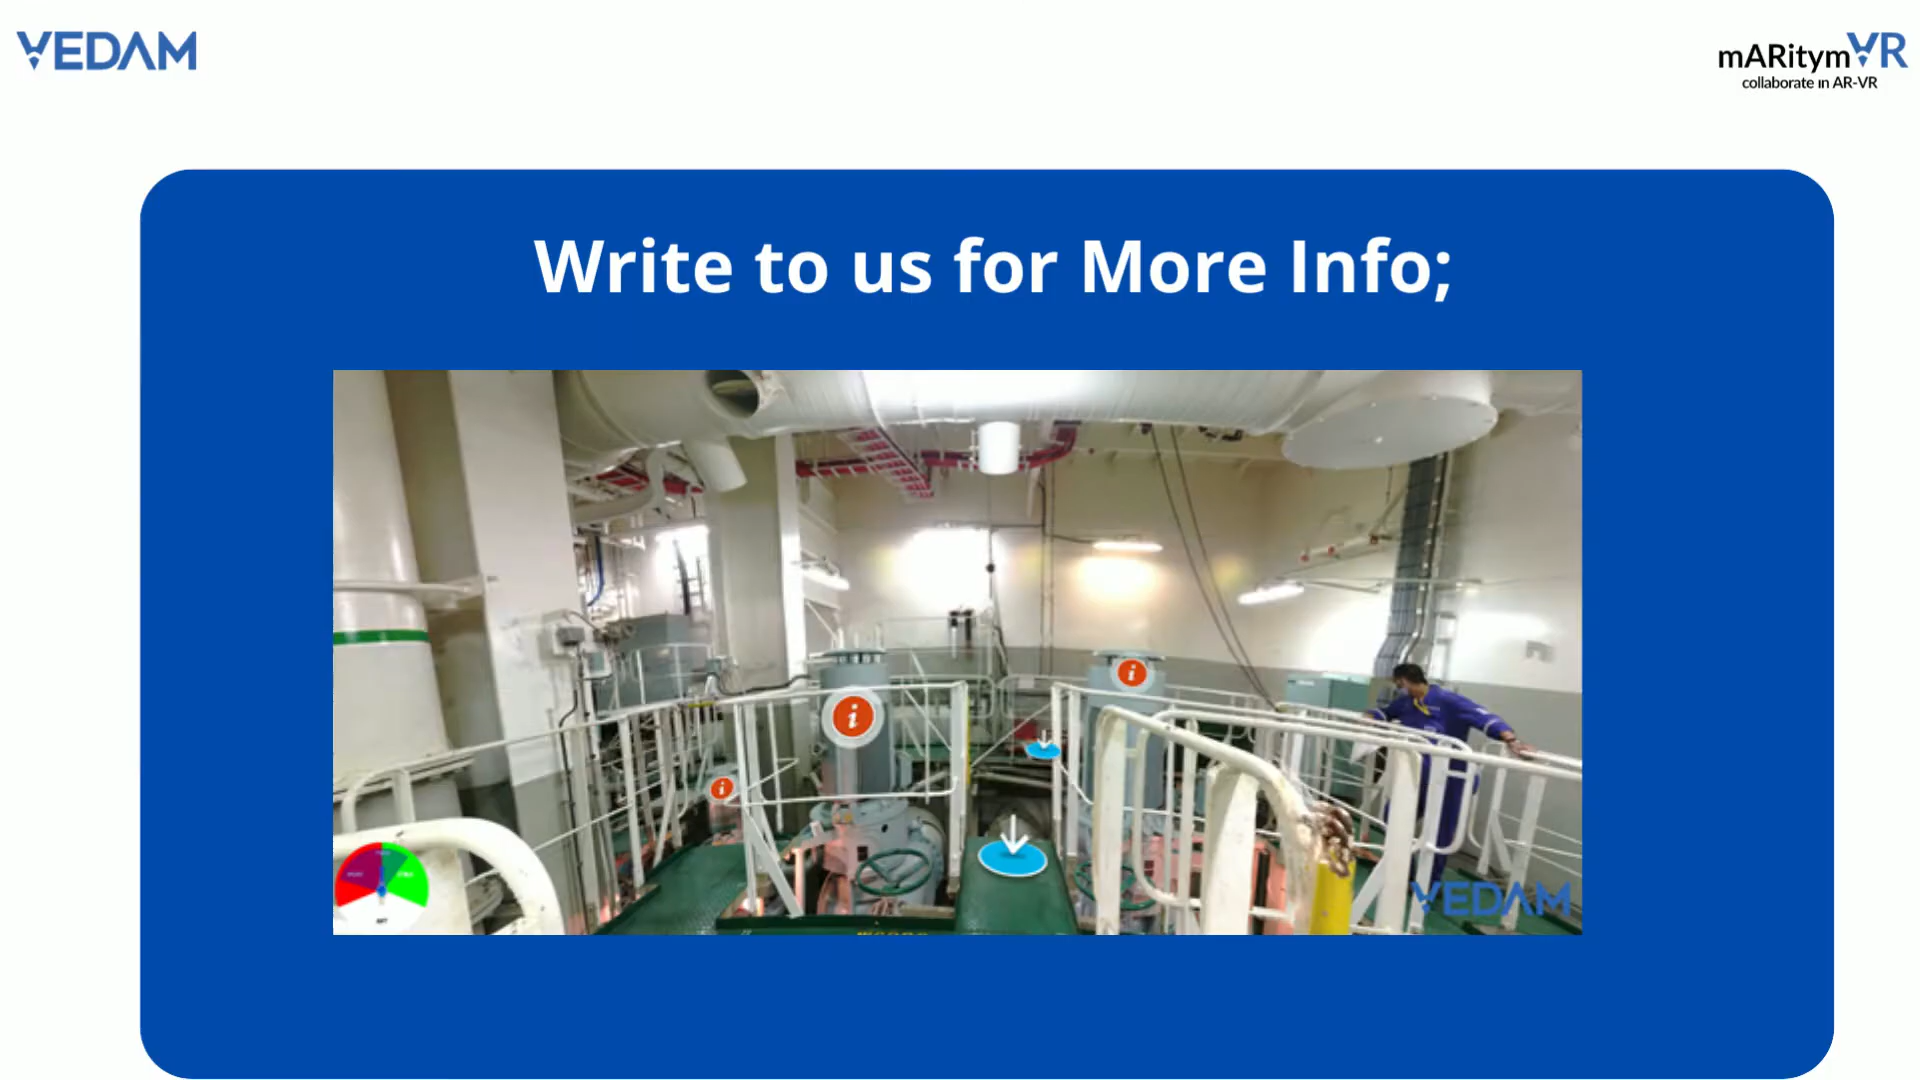 VEDAM
mARitymVR
collaborate in AR-VR
Write to us for More Info;
i
i
i
VEDAM